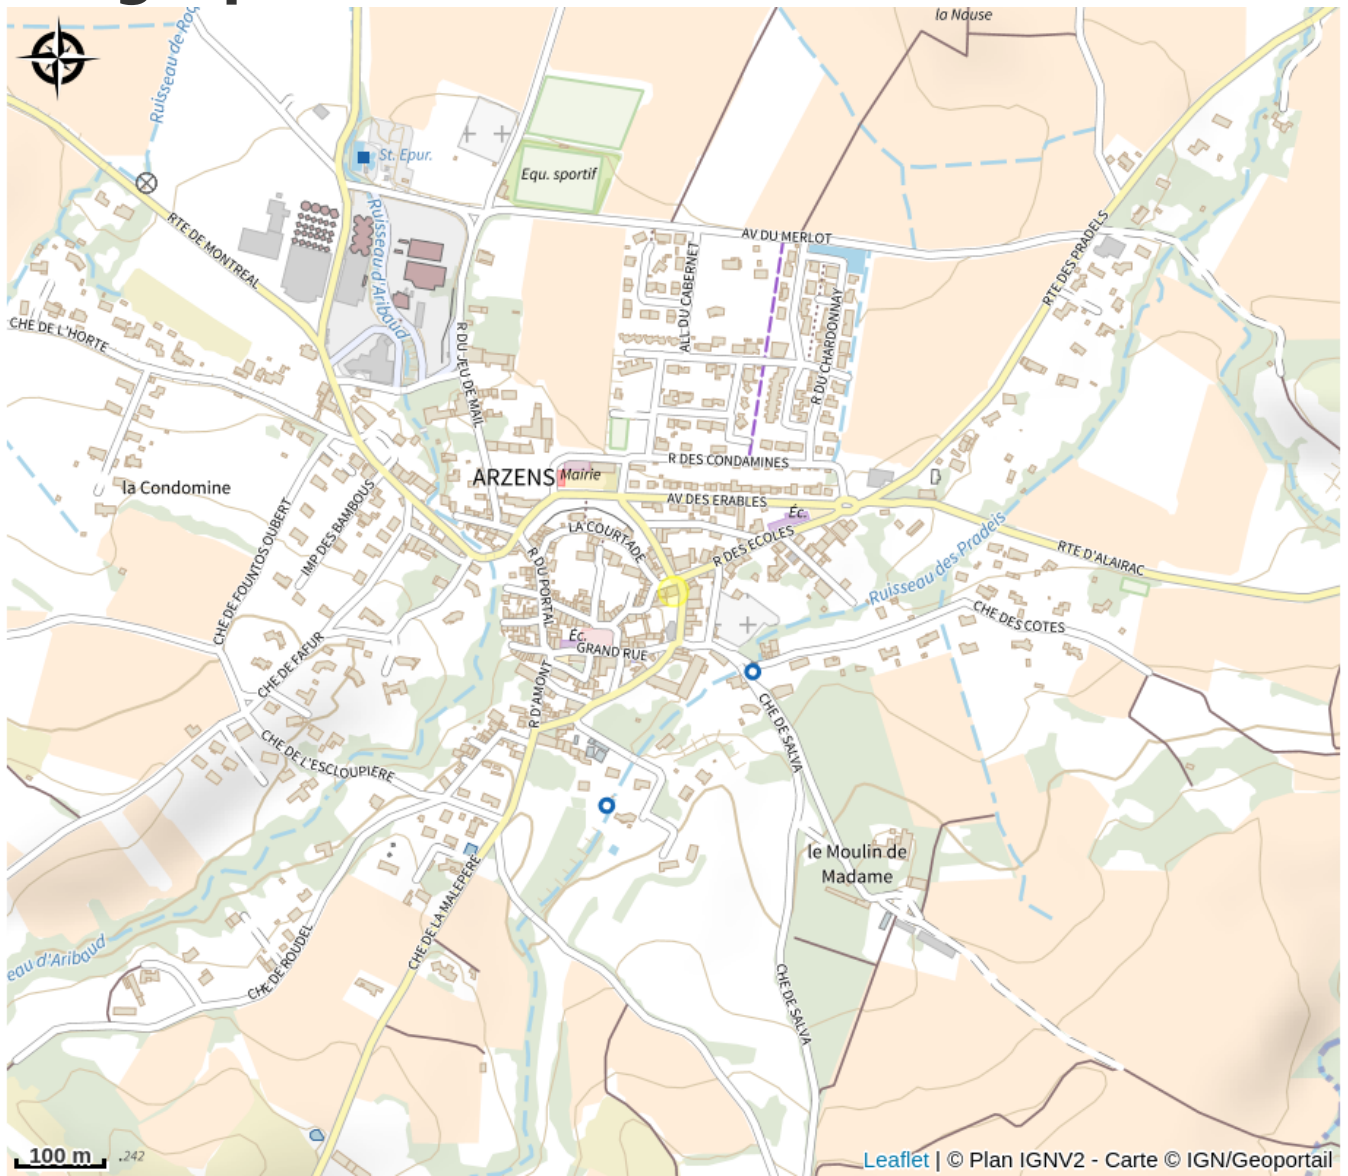 la Nause
Ruisseau de Roq
St. Epur.
Equ. sportif
RTE DE MONTREAL
Ruisseau d'Aribaud
AV DU MERLOT
RTE DES PRADELS
ALL DU CABERNET
R DU CHARDONNAY
CHE DE L'HORTE
R DU JEU DE MAIL
R DES CONDAMINES
ARZENS
Mairie
la Condomine
AV DES ERABLES
Éc.
LA COURTADE
R DES ECOLES
IMP DES BAMBOUS
CHE DE FOUNTOS OUBERT
Ruisseau des Pradels
RTE D'ALAIRAC
R DU PORTAL
CHE DES COTES
Éc.
GRAND RUE
CHE DE FAFUR
R D'AMONT
CHE DE SALVA
CHE DE L'ESCLOUPIERE
le Moulin de
Madame
CHE DE LA MALEPERE
eau d'Aribaud
CHE DE ROUDEL
CHE DE SALVA
100 m
.242
Leaflet | © Plan IGNV2 - Carte © IGN/Geoportail